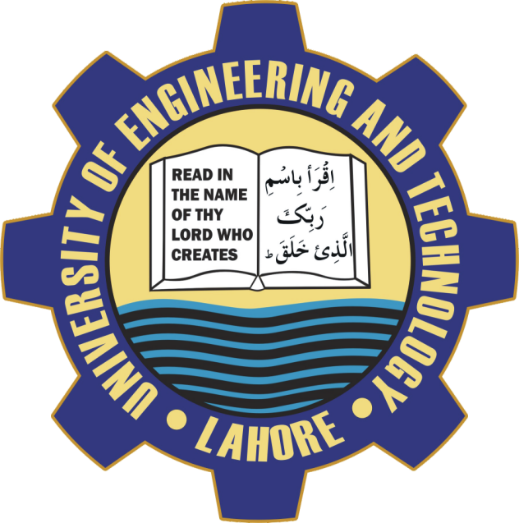 UNIVERSITY OF ENGINEERING AND TECHNOLOGY
READ IN
THE NAME
OF THY
LORD WHO
CREATES
اِقْرَأْ بِاسْمِ
رَبِّكَ
الَّذِیْ خَلَقَ ؕ
LAHORE